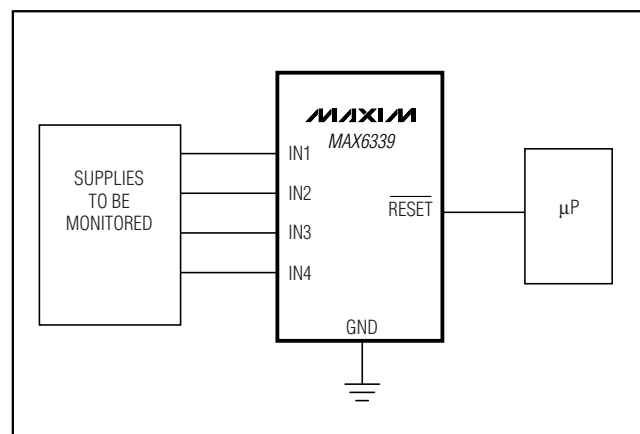 SUPPLIES
TO BE
MONITORED
MAXIM
MAX6339
IN1
IN2
IN3
IN4
RESET
GND
μP